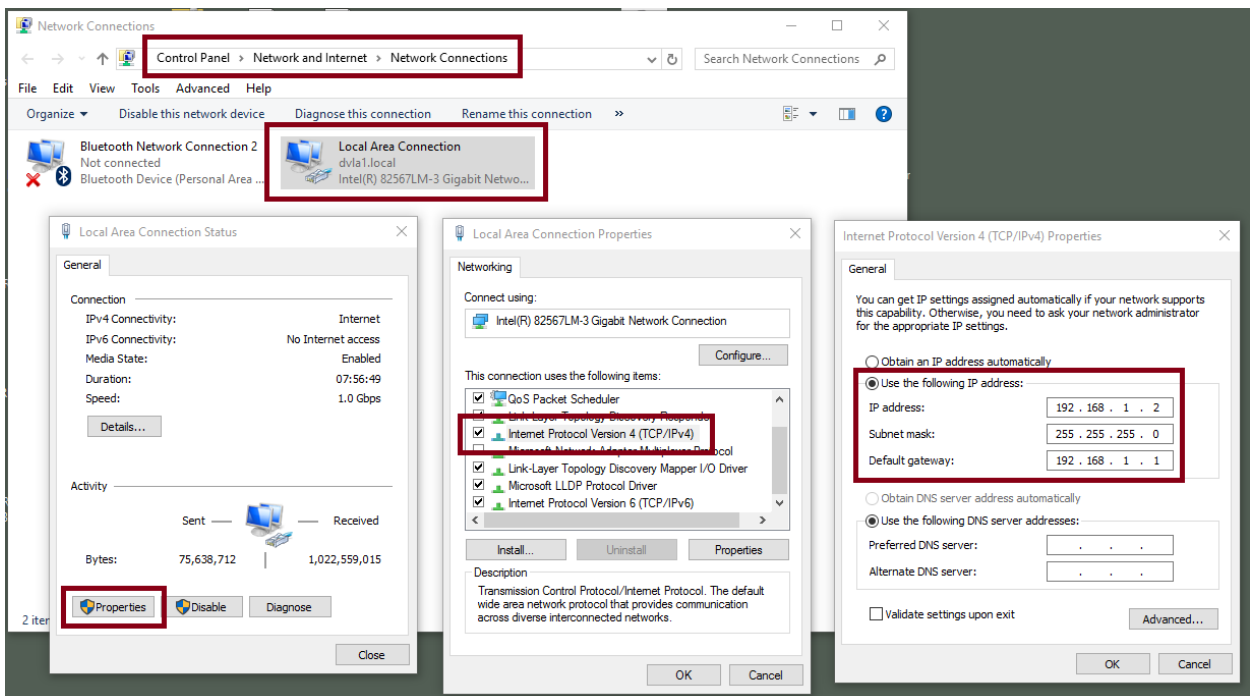 Network Connections
Control Panel > Network and Internet > Network Connections
Search Network Connections
File Edit View Tools Advanced Help
Organize Disable this network device Diagnose this connection Rename this connection »
Bluetooth Network Connection 2
Not connected
Bluetooth Device (Personal Area ...
Local Area Connection
dvla1.local
Intel(R) 82567LM-3 Gigabit Netwo...
2 iter
Local Area Connection Status
General
Connection
IPv4 Connectivity: Internet
IPv6 Connectivity: No Internet access
Media State: Enabled
Duration: 07:56:49
Speed: 1.0 Gbps
Details...
Activity
Sent — — Received
Bytes: 75,638,712 | 1,022,559,015
Properties Disable Diagnose
Close
Local Area Connection Properties
Networking
Connect using:
Intel(R) 82567LM-3 Gigabit Network Connection
Configure...
This connection uses the following items:
QoS Packet Scheduler
Link-Layer Topology Discovery Responde
Internet Protocol Version 4 (TCP/IPv4)
Microsoft Network Adapter Multiplexor Protocol
Link-Layer Topology Discovery Mapper I/O Driver
Microsoft LLDP Protocol Driver
Internet Protocol Version 6 (TCP/IPv6)
Install... Uninstall Properties
Description
Transmission Control Protocol/Internet Protocol. The default
wide area network protocol that provides communication
across diverse interconnected networks.
OK Cancel
Internet Protocol Version 4 (TCP/IPv4) Properties
General
You can get IP settings assigned automatically if your network supports
this capability. Otherwise, you need to ask your network administrator
for the appropriate IP settings.
Obtain an IP address automatically
Use the following IP address:
IP address: 192 . 168 . 1 . 2
Subnet mask: 255 . 255 . 255 . 0
Default gateway: 192 . 168 . 1 . 1
Obtain DNS server address automatically
Use the following DNS server addresses:
Preferred DNS server: . . .
Alternate DNS server: . . .
Validate settings upon exit
Advanced...
OK Cancel